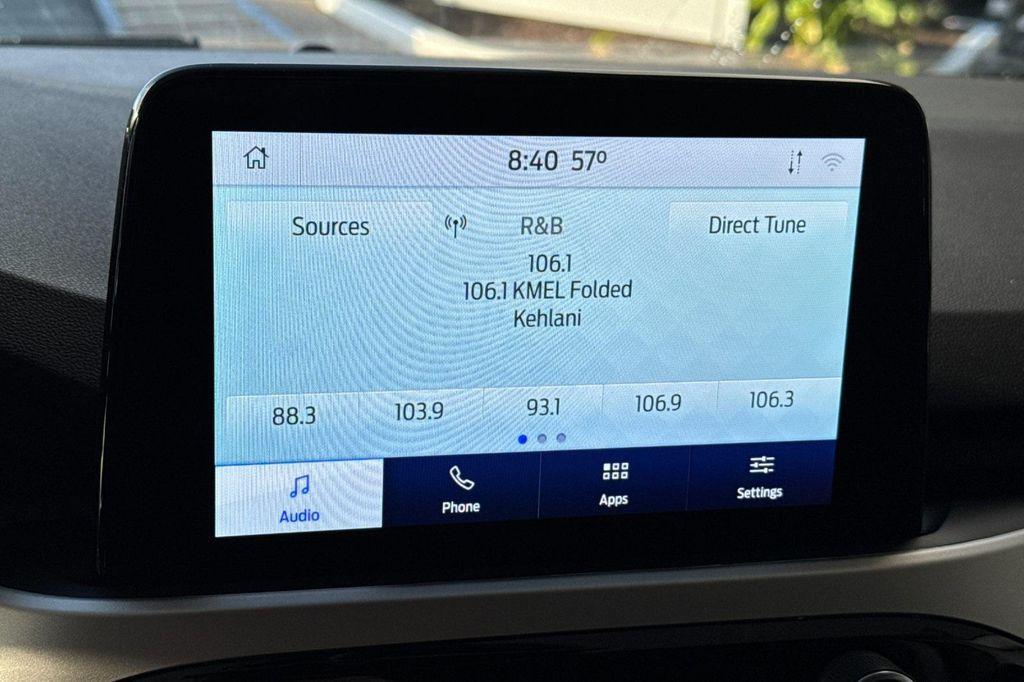 8:40 57°
Sources R&B Direct Tune
106.1
106.1 KMEL Folded
Kehlani
88.3 103.9 93.1 106.9 106.3
Audio Phone Apps Settings